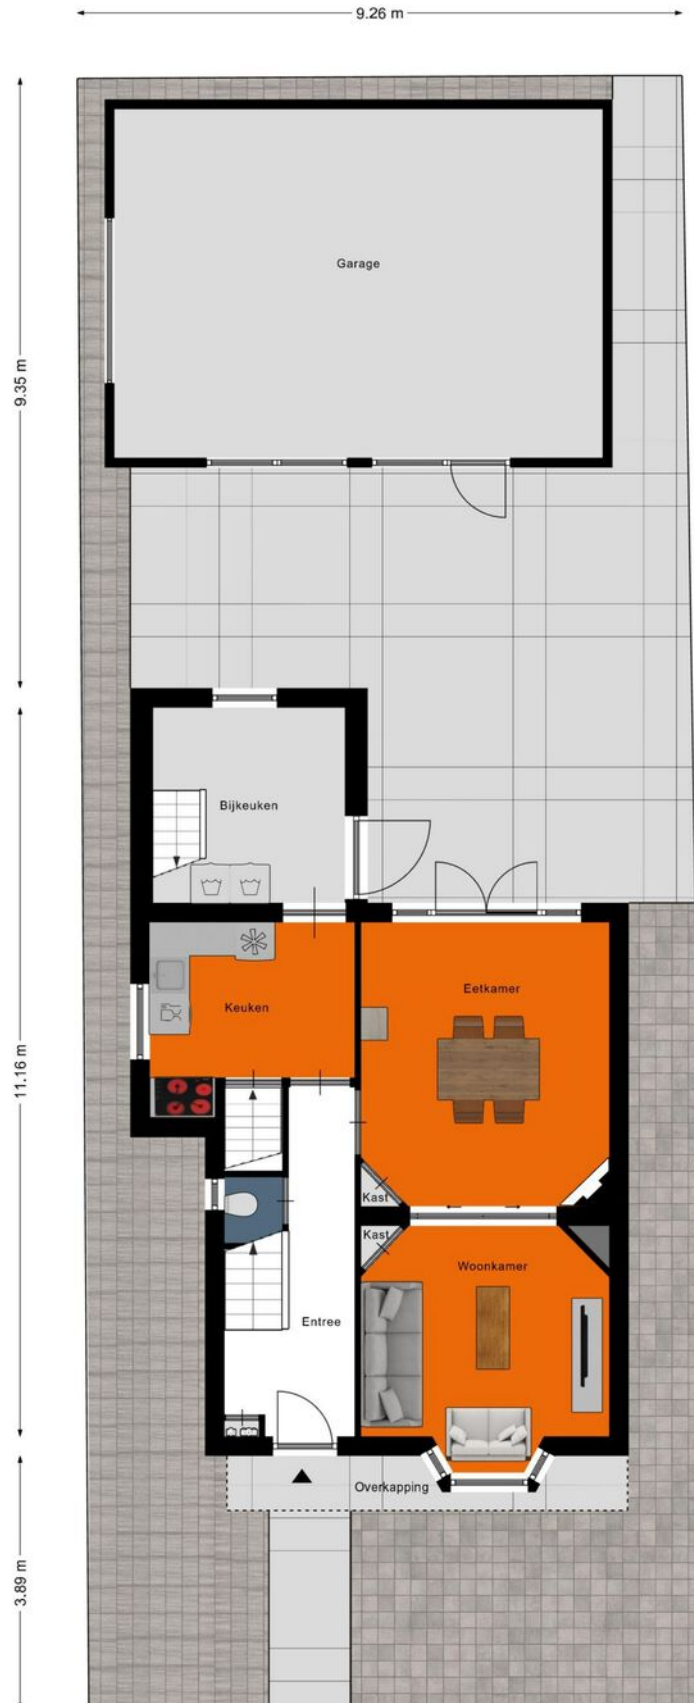 9.26 m
Garage
9.35 m
Bijkeuken
Eetkamer
Keuken
11.16 m
Kast
Kast
Woonkamer
Entree
Overkapping
3.89 m